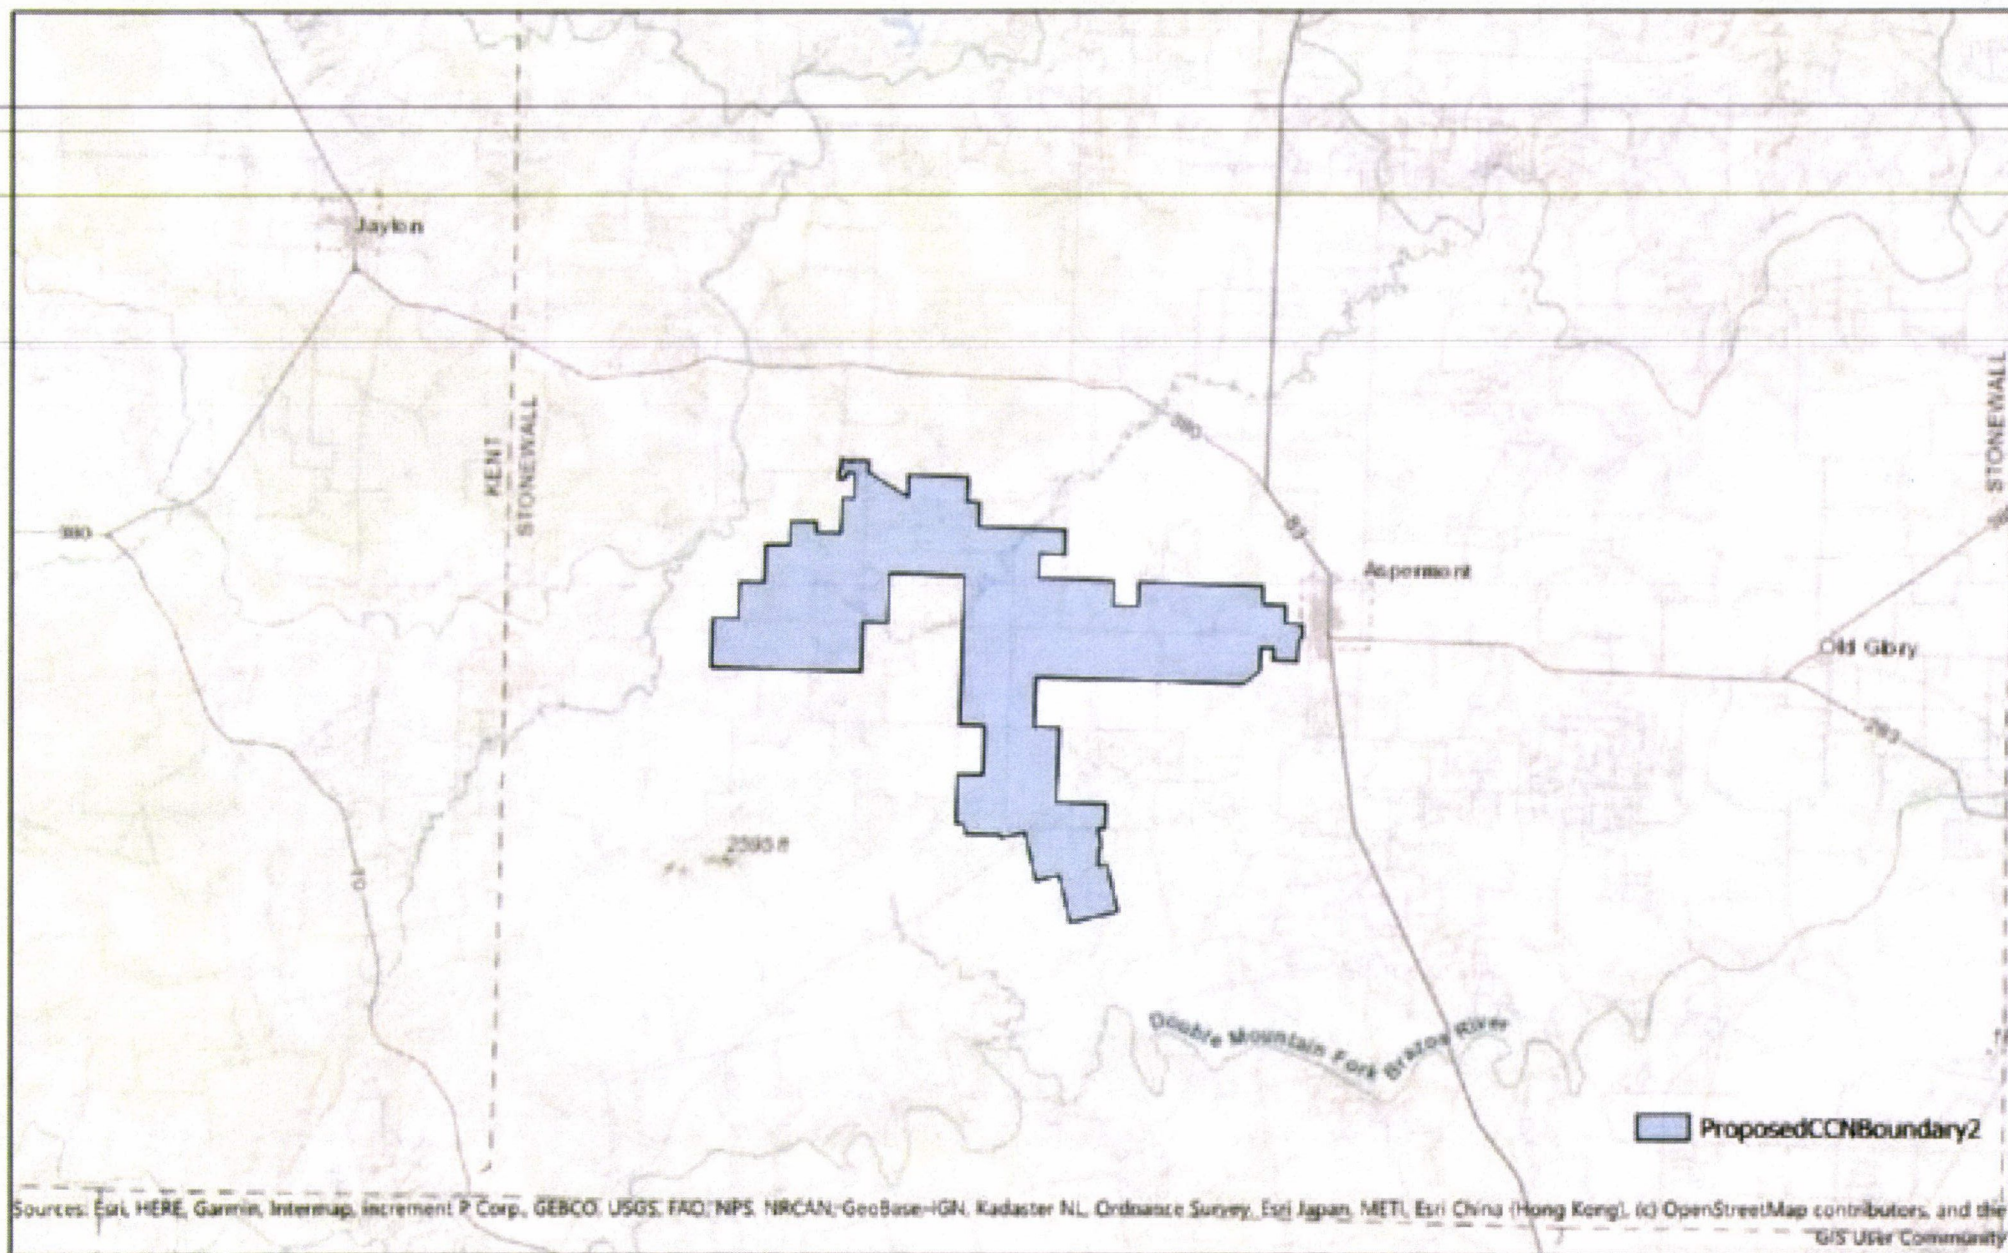 Jayton
KENT
STONEWALL
STONEWALL
380
83
380
Aspermont
Old Glory
283
2595 ft
70
Double Mountain Fork Brazos River
ProposedCCNBoundary2
Sources: Esri, HERE, Garmin, Intermap, increment P Corp., GEBCO, USGS, FAO, NPS, NRCAN, GeoBase, IGN, Kadaster NL, Ordnance Survey, Esri Japan, METI, Esri China (Hong Kong), (c) OpenStreetMap contributors, and the
GIS User Community